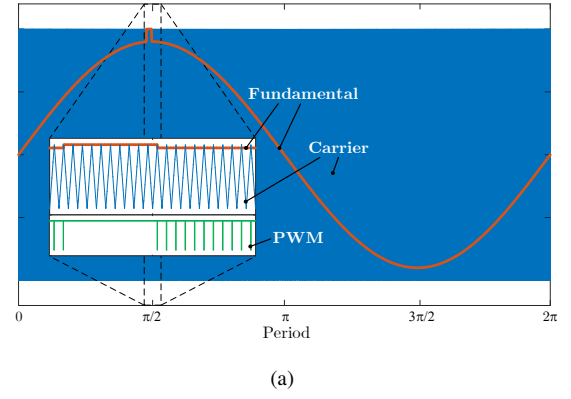 Fundamental
Carrier
PWM
0 π/2 π 3π/2 2π
Period
(a)